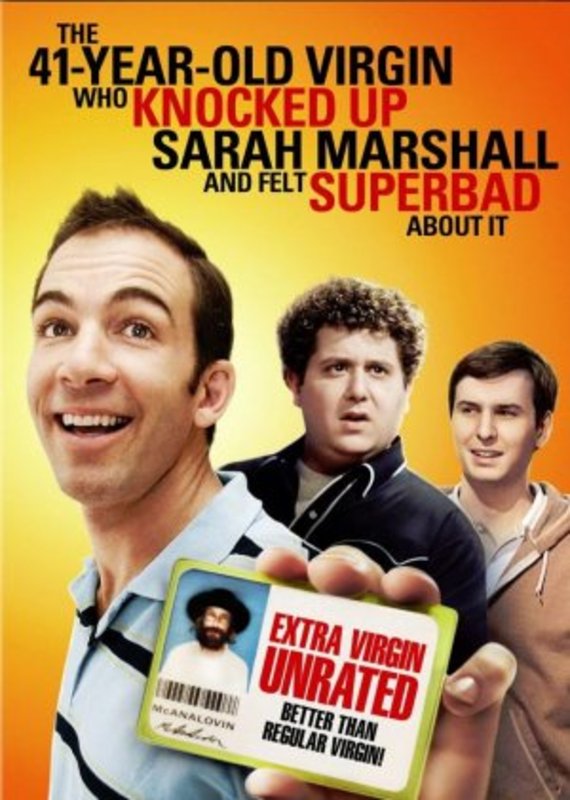 THE
41-YEAR-OLD VIRGIN
WHO KNOCKED UP
SARAH MARSHALL
AND FELT SUPERBAD
ABOUT IT
EXTRA VIRGIN
UNRATED
BETTER THAN
REGULAR VIRGIN!
McANALOVIN